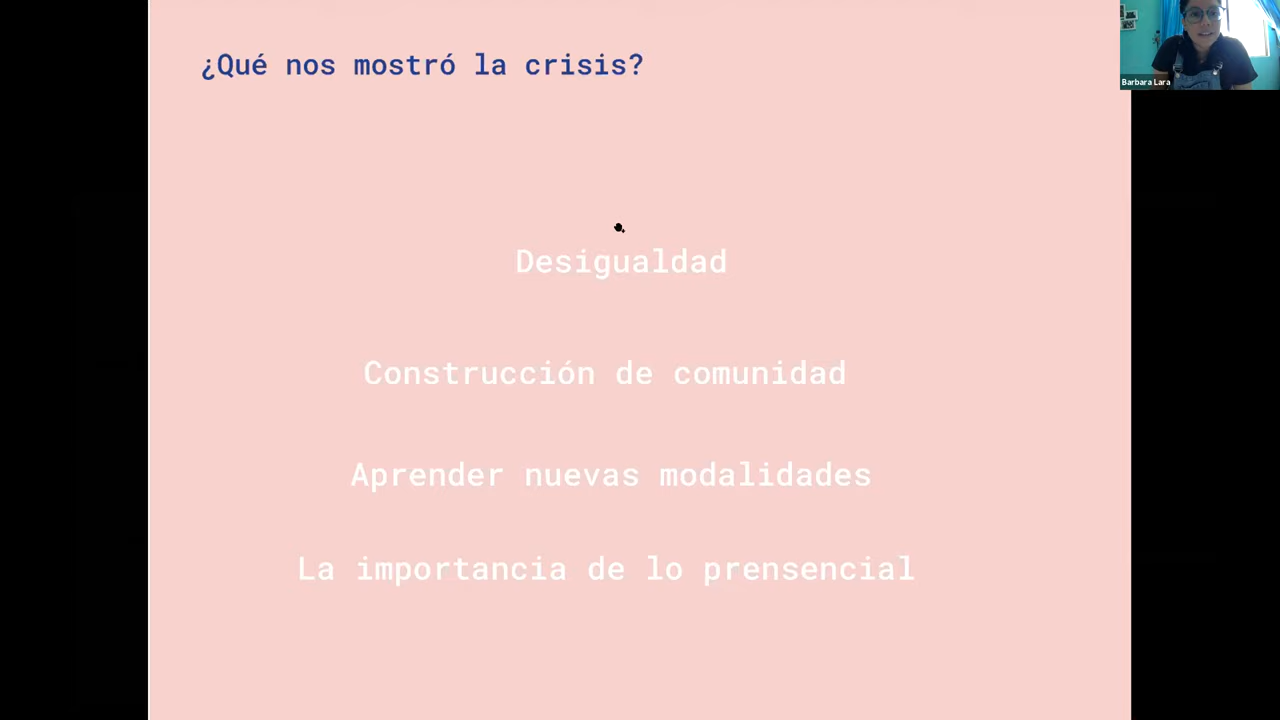 ¿Qué nos mostró la crisis?
Barbara Lara
Desigualdad
Construcción de comunidad
Aprender nuevas modalidades
La importancia de lo prensencial